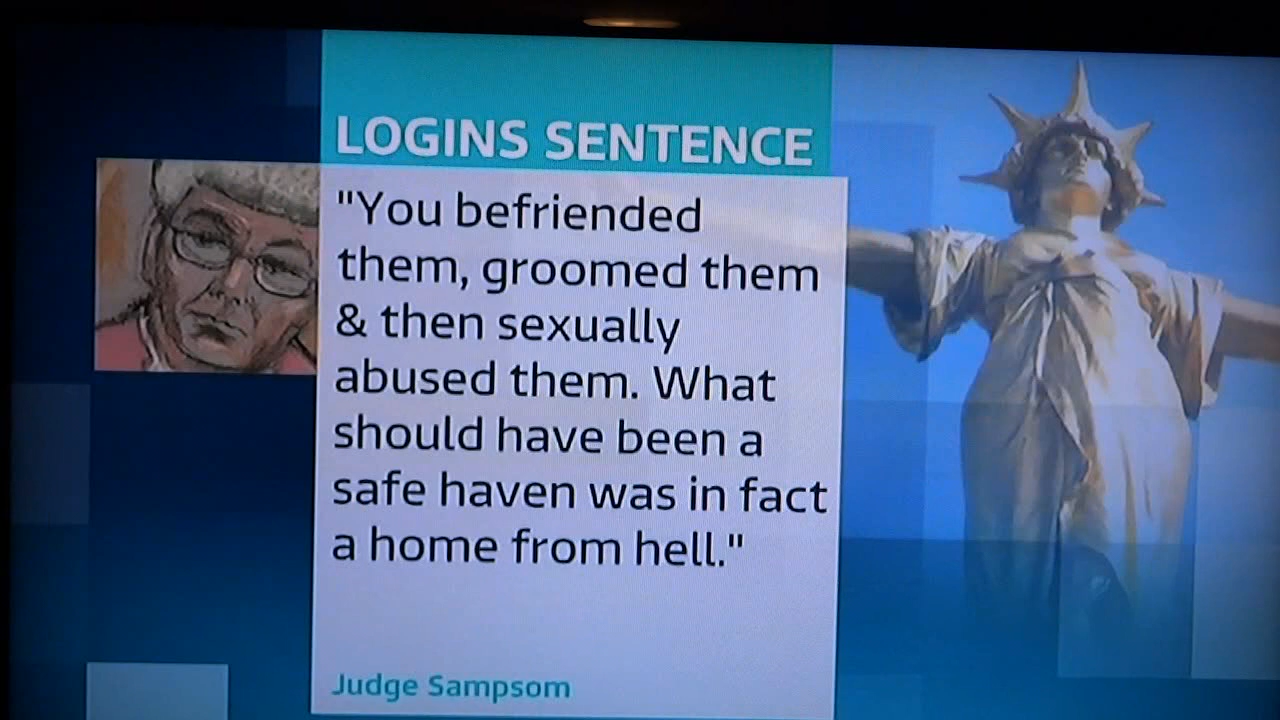 LOGINS SENTENCE
"You befriended
them, groomed them
& then sexually
abused them. What
should have been a
safe haven was in fact
a home from hell."
Judge Sampsom